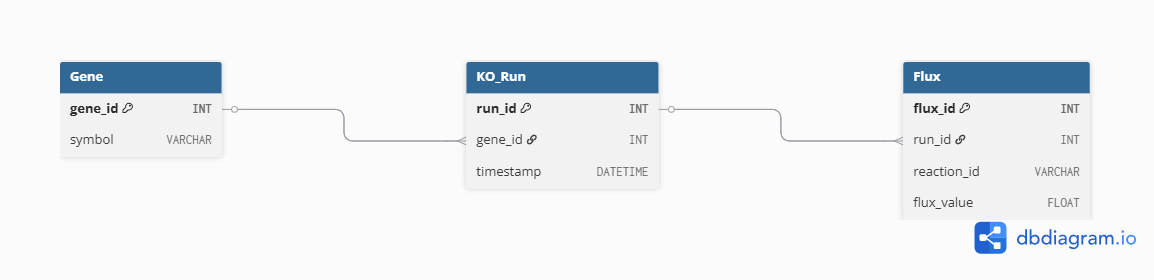 Gene
gene_id INT
symbol VARCHAR
KO_Run
run_id INT
gene_id INT
timestamp DATETIME
Flux
flux_id INT
run_id INT
reaction_id VARCHAR
flux_value FLOAT
dbdiagram.io